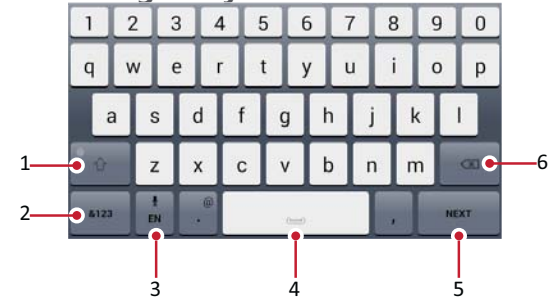 1 2 3 4 5 6 7 8 9 0
q w e r t y u i o p
a s d f g h j k l
1 z x c v b n m 6
2 &123 EN . @ , NEXT
3 4 5